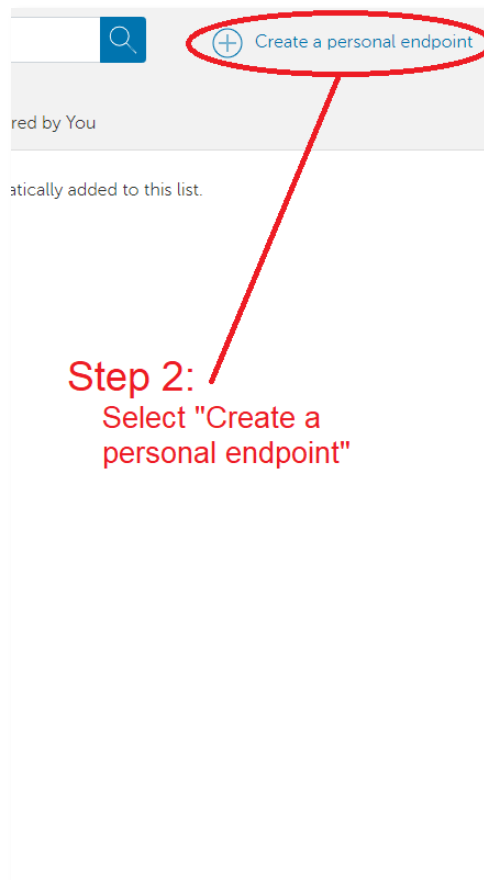 Create a personal endpoint
red by You
atically added to this list.
Step 2:
Select "Create a
personal endpoint"